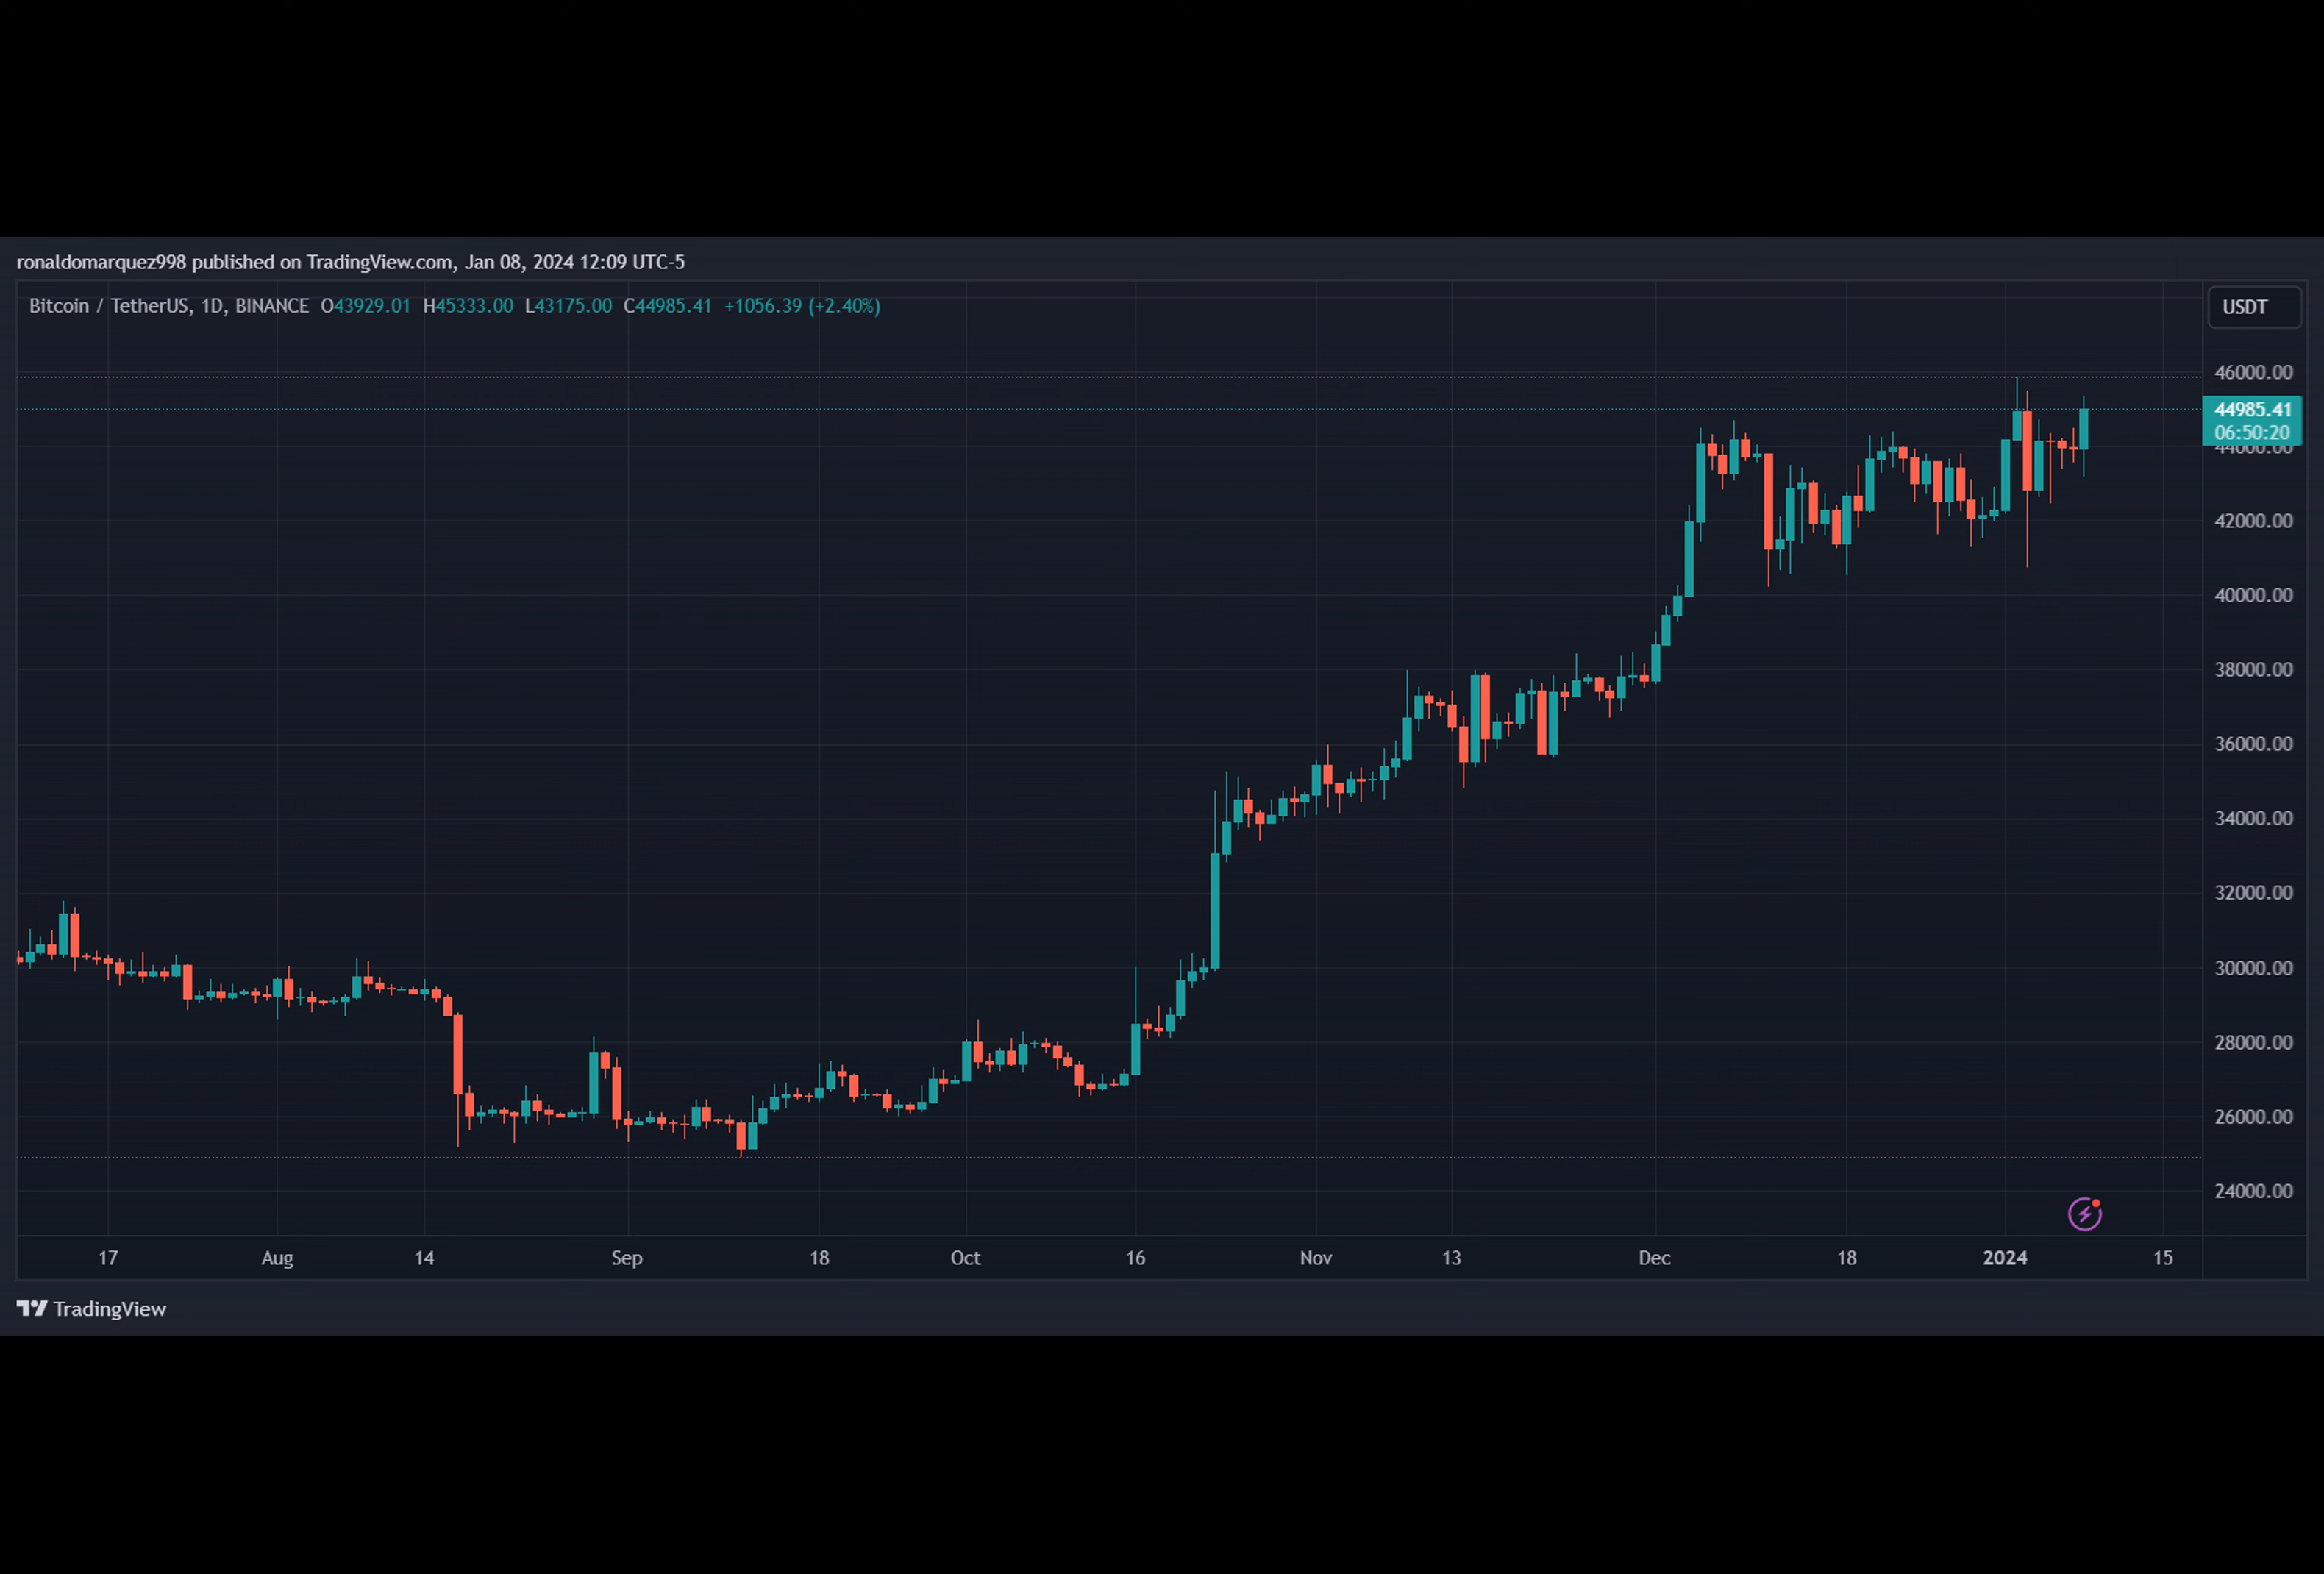 ronaldomarquez998 published on TradingView.com, Jan 08, 2024 12:09 UTC-5
Bitcoin / TetherUS, 1D, BINANCE O43929.01 H45333.00 L43175.00 C44985.41 +1056.39 (+2.40%)
USDT
46000.00
44985.41
06:50:20
44000.00
42000.00
40000.00
38000.00
36000.00
34000.00
32000.00
30000.00
28000.00
26000.00
24000.00
17 Aug 14 Sep 18 Oct 16 Nov 13 Dec 18 2024 15
TradingView